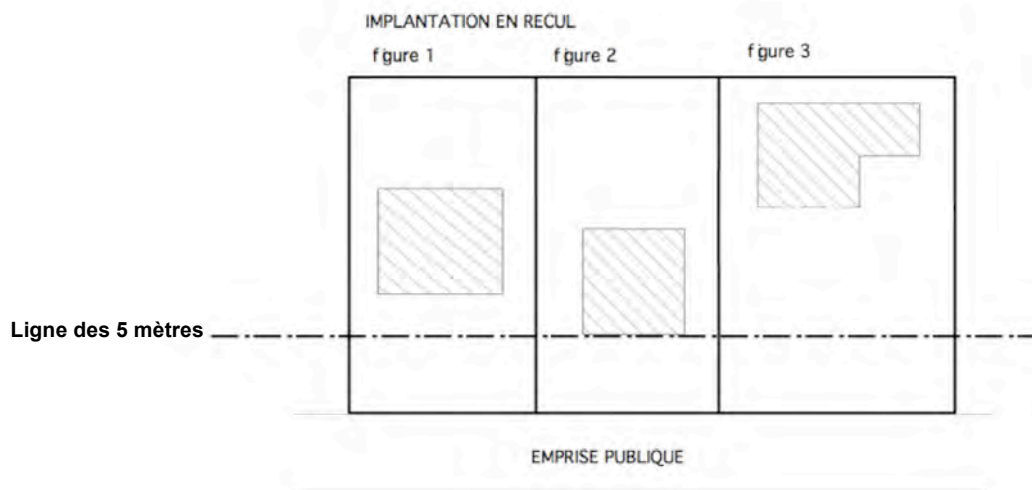 IMPLANTATION EN RECUL
figure 1
figure 2
figure 3
Ligne des 5 mètres
EMPRISE PUBLIQUE